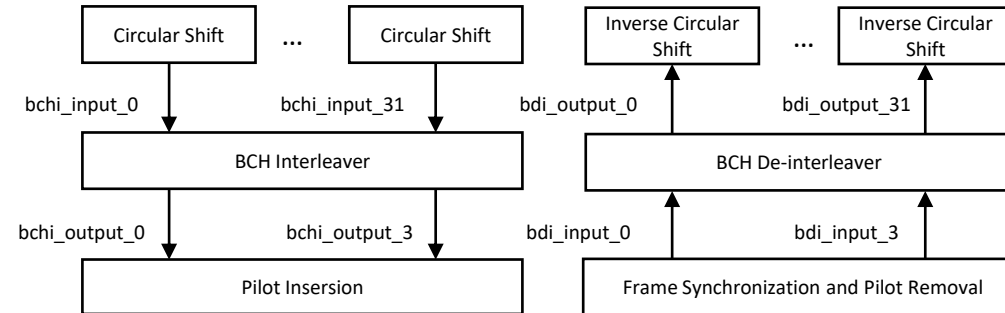 Circular Shift
...
Circular Shift
bchi_input_0
bchi_input_31
BCH Interleaver
bchi_output_0
bchi_output_3
Pilot Insersion
Inverse Circular
Shift
...
Inverse Circular
Shift
bdi_output_0
bdi_output_31
BCH De-interleaver
bdi_input_0
bdi_input_3
Frame Synchronization and Pilot Removal